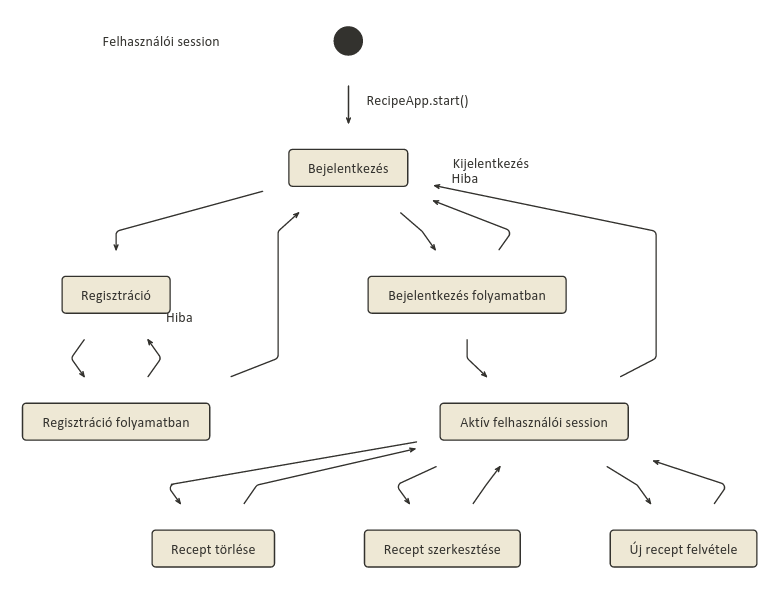 Felhasználói session
RecipeApp.start()
Bejelentkezés
Kijelentkezés
Hiba
Regisztráció
Bejelentkezés folyamatban
Hiba
Regisztráció folyamatban
Aktív felhasználói session
Recept törlése
Recept szerkesztése
Új recept felvétele